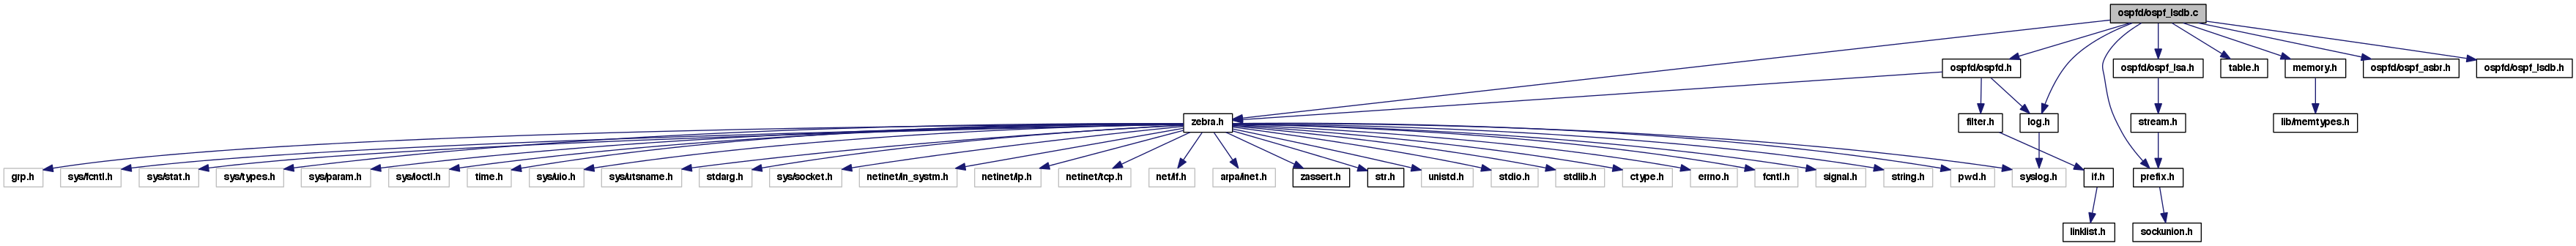 ospfd/ospf_lsdb.c
ospfd/ospfd.h
ospfd/ospf_lsa.h
table.h
memory.h
ospfd/ospf_asbr.h
ospfd/ospf_lsdb.h
zebra.h
filter.h
log.h
stream.h
lib/memtypes.h
grp.h
sys/fcntl.h
sys/stat.h
sys/types.h
sys/param.h
sys/ioctl.h
time.h
sys/uio.h
sys/utsname.h
stdarg.h
sys/socket.h
netinet/in_systm.h
netinet/ip.h
netinet/tcp.h
net/if.h
arpa/inet.h
zassert.h
str.h
unistd.h
stdio.h
stdlib.h
ctype.h
errno.h
fcntl.h
signal.h
string.h
pwd.h
syslog.h
if.h
prefix.h
linklist.h
sockunion.h